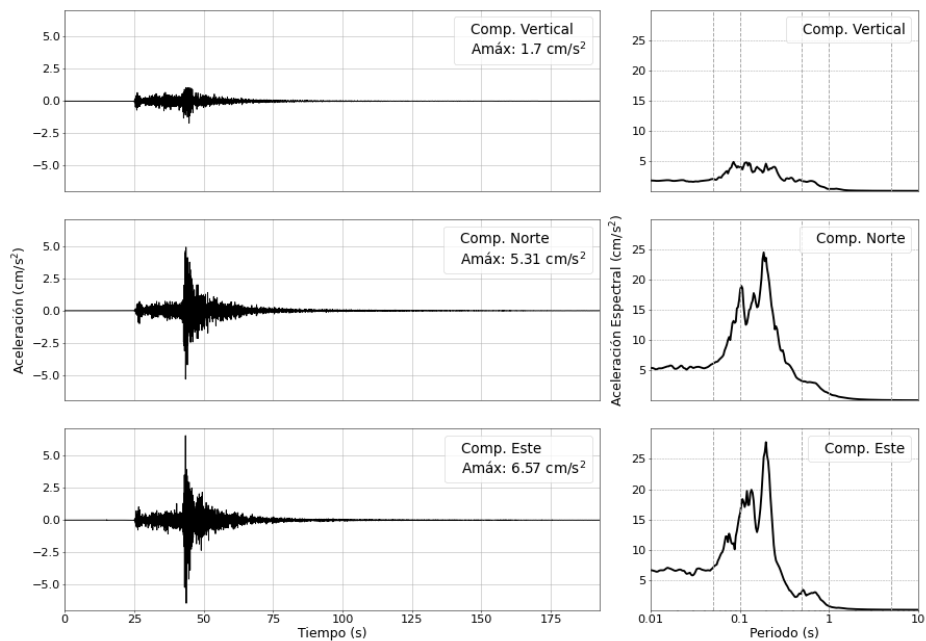 Comp. Vertical
Amáx: 1.7 cm/s²
5.0
2.5
0.0
−2.5
−5.0
Comp. Vertical
25
20
15
10
5
Comp. Norte
Amáx: 5.31 cm/s²
5.0
2.5
0.0
−2.5
−5.0
Aceleración (cm/s²)
Comp. Norte
25
20
15
10
5
Aceleración Espectral (cm/s²)
Comp. Este
Amáx: 6.57 cm/s²
5.0
2.5
0.0
−2.5
−5.0
0 25 50 75 100 125 150 175
Tiempo (s)
Comp. Este
25
20
15
10
5
0.01 0.1 1 10
Periodo (s)